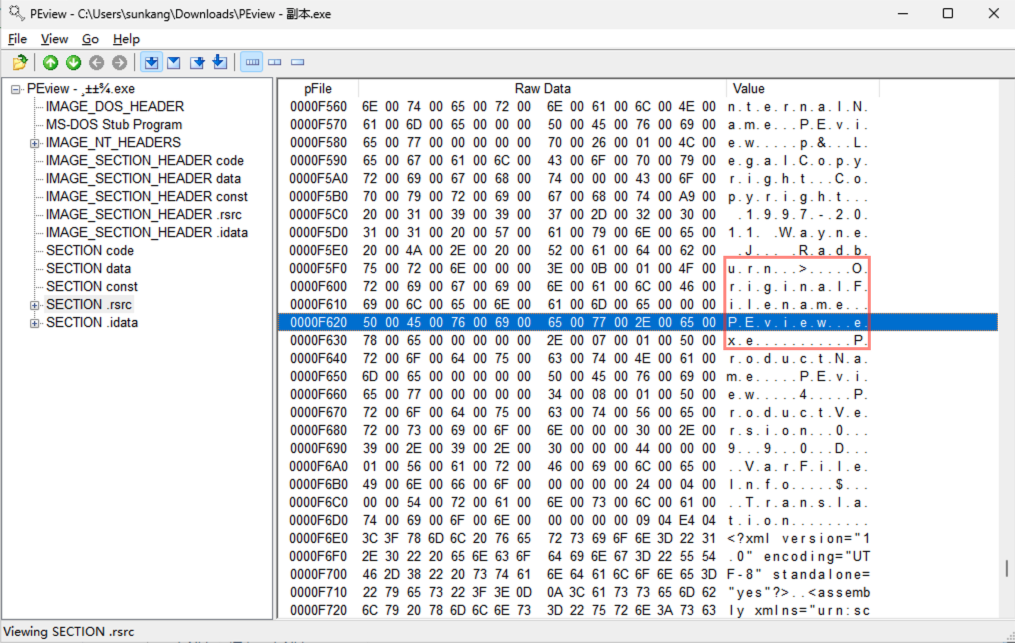 PEview - C:\Users\sunkang\Downloads\PEview - 副本.exe
File View Go Help
PEview - ¸±±¾.exe
IMAGE_DOS_HEADER
MS-DOS Stub Program
IMAGE_NT_HEADERS
IMAGE_SECTION_HEADER code
IMAGE_SECTION_HEADER data
IMAGE_SECTION_HEADER const
IMAGE_SECTION_HEADER .rsrc
IMAGE_SECTION_HEADER .idata
SECTION code
SECTION data
SECTION const
SECTION .rsrc
SECTION .idata
pFile Raw Data Value
0000F560 6E 00 74 00 65 00 72 00 6E 00 61 00 6C 00 4E 00 n.t.e.r.n.a.l.N.
0000F570 61 00 6D 00 65 00 00 00 50 00 45 00 76 00 69 00 a.m.e...P.E.v.i.
0000F580 65 00 77 00 00 00 00 00 70 00 26 00 01 00 4C 00 e.w.....p.&...L.
0000F590 65 00 67 00 61 00 6C 00 43 00 6F 00 70 00 79 00 e.g.a.l.C.o.p.y.
0000F5A0 72 00 69 00 67 00 68 00 74 00 00 00 43 00 6F 00 r.i.g.h.t...C.o.
0000F5B0 70 00 79 00 72 00 69 00 67 00 68 00 74 00 A9 00 p.y.r.i.g.h.t...
0000F5C0 20 00 31 00 39 00 39 00 37 00 2D 00 32 00 30 00  .1.9.9.7.-.2.0.
0000F5D0 31 00 31 00 20 00 57 00 61 00 79 00 6E 00 65 00 1.1. .W.a.y.n.e.
0000F5E0 20 00 4A 00 2E 00 20 00 52 00 61 00 64 00 62 00  .J... .R.a.d.b.
0000F5F0 75 00 72 00 6E 00 00 00 3E 00 0B 00 01 00 4F 00 u.r.n...>.....O.
0000F600 72 00 69 00 67 00 69 00 6E 00 61 00 6C 00 46 00 r.i.g.i.n.a.l.F.
0000F610 69 00 6C 00 65 00 6E 00 61 00 6D 00 65 00 00 00 i.l.e.n.a.m.e...
0000F620 50 00 45 00 76 00 69 00 65 00 77 00 2E 00 65 00 P.E.v.i.e.w...e.
0000F630 78 00 65 00 00 00 00 00 2E 00 07 00 01 00 50 00 x.e...........P.
0000F640 72 00 6F 00 64 00 75 00 63 00 74 00 4E 00 61 00 r.o.d.u.c.t.N.a.
0000F650 6D 00 65 00 00 00 00 00 50 00 45 00 76 00 69 00 m.e.....P.E.v.i.
0000F660 65 00 77 00 00 00 00 00 34 00 08 00 01 00 50 00 e.w.....4.....P.
0000F670 72 00 6F 00 64 00 75 00 63 00 74 00 56 00 65 00 r.o.d.u.c.t.V.e.
0000F680 72 00 73 00 69 00 6F 00 6E 00 00 00 30 00 2E 00 r.s.i.o.n...0...
0000F690 39 00 2E 00 39 00 2E 00 30 00 00 00 44 00 00 00 9...9...0...D...
0000F6A0 01 00 56 00 61 00 72 00 46 00 69 00 6C 00 65 00 ..V.a.r.F.i.l.e.
0000F6B0 49 00 6E 00 66 00 6F 00 00 00 00 00 24 00 04 00 I.n.f.o.....$...
0000F6C0 00 00 54 00 72 00 61 00 6E 00 73 00 6C 00 61 00 ..T.r.a.n.s.l.a.
0000F6D0 74 00 69 00 6F 00 6E 00 00 00 00 00 09 04 E4 04 t.i.o.n.........
0000F6E0 3C 3F 78 6D 6C 20 76 65 72 73 69 6F 6E 3D 22 31 <?xml version="1
0000F6F0 2E 30 22 20 65 6E 63 6F 64 69 6E 67 3D 22 55 54 .0" encoding="UT
0000F700 46 2D 38 22 20 73 74 61 6E 64 61 6C 6F 6E 65 3D F-8" standalone=
0000F710 22 79 65 73 22 3F 3E 0D 0A 3C 61 73 73 65 6D 62 "yes"?>..<assemb
0000F720 6C 79 20 78 6D 6C 6E 73 3D 22 75 72 6E 3A 73 63 ly xmlns="urn:sc
Viewing SECTION .rsrc